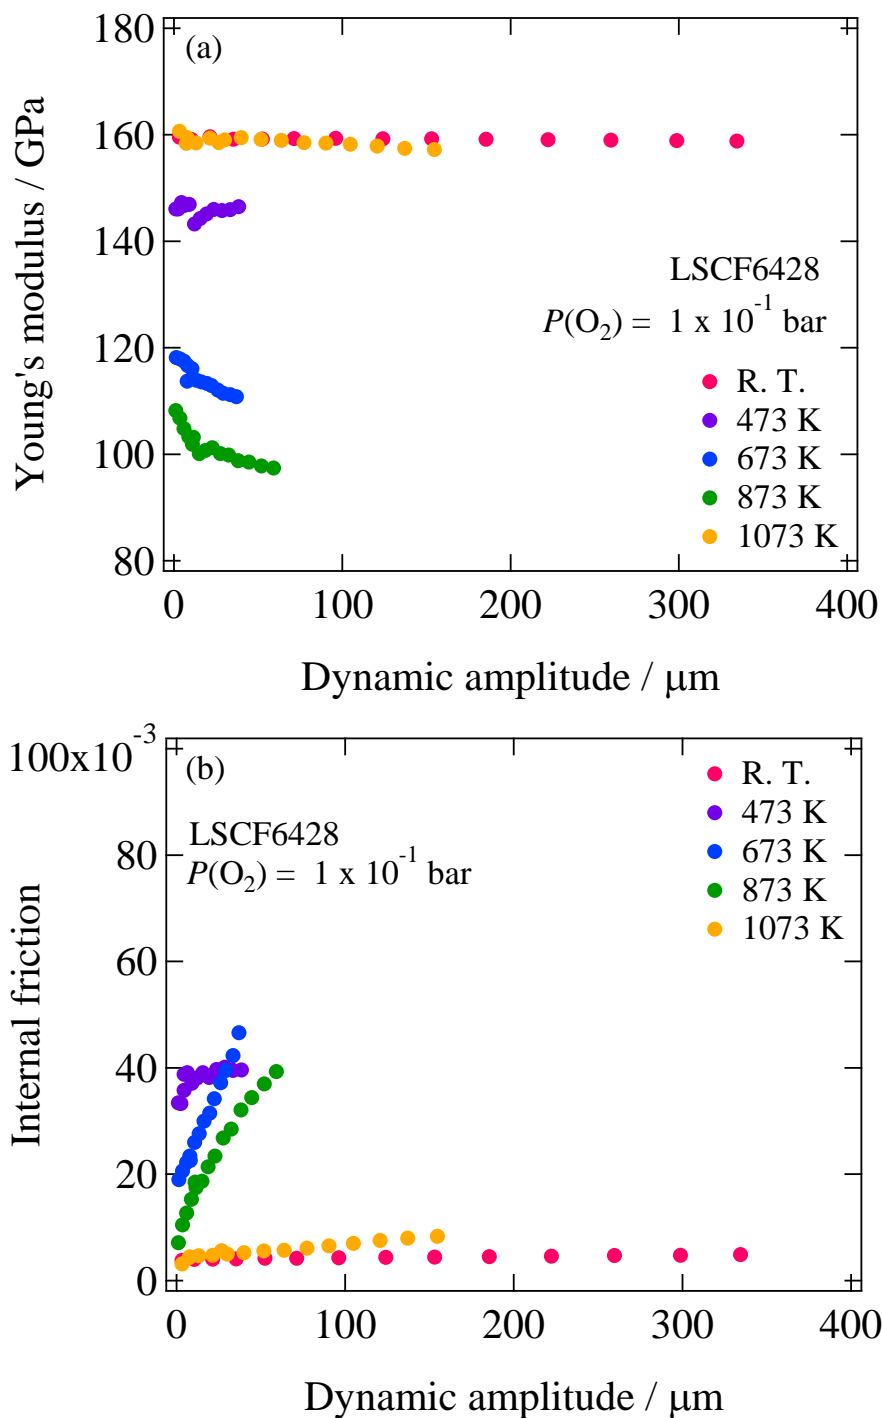 180
(a)
160
140
120
100
80
Young's modulus / GPa
LSCF6428
P(O₂) = 1 x 10⁻¹ bar
R. T.
473 K
673 K
873 K
1073 K
0 100 200 300 400
Dynamic amplitude / μm
100x10⁻³
(b)
80
60
40
20
0
Internal friction
LSCF6428
P(O₂) = 1 x 10⁻¹ bar
R. T.
473 K
673 K
873 K
1073 K
0 100 200 300 400
Dynamic amplitude / μm